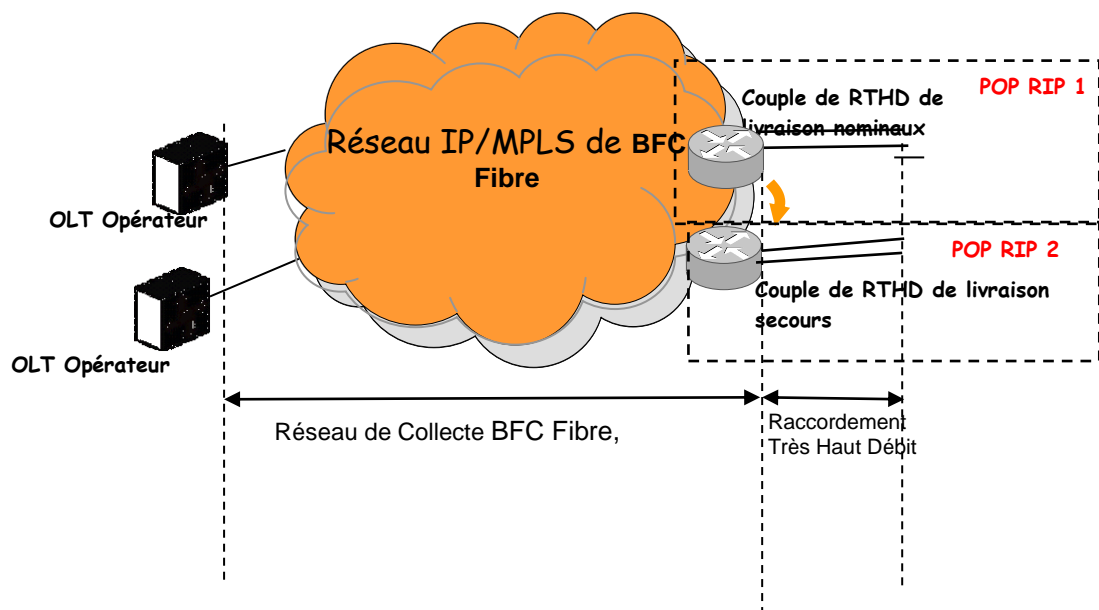 POP RIP 1
Couple de RTHD de
livraison nominaux
Réseau IP/MPLS de BFC
Fibre
OLT Opérateur
POP RIP 2
Couple de RTHD de livraison
secours
OLT Opérateur
Réseau de Collecte BFC Fibre,
Raccordement
Très Haut Débit